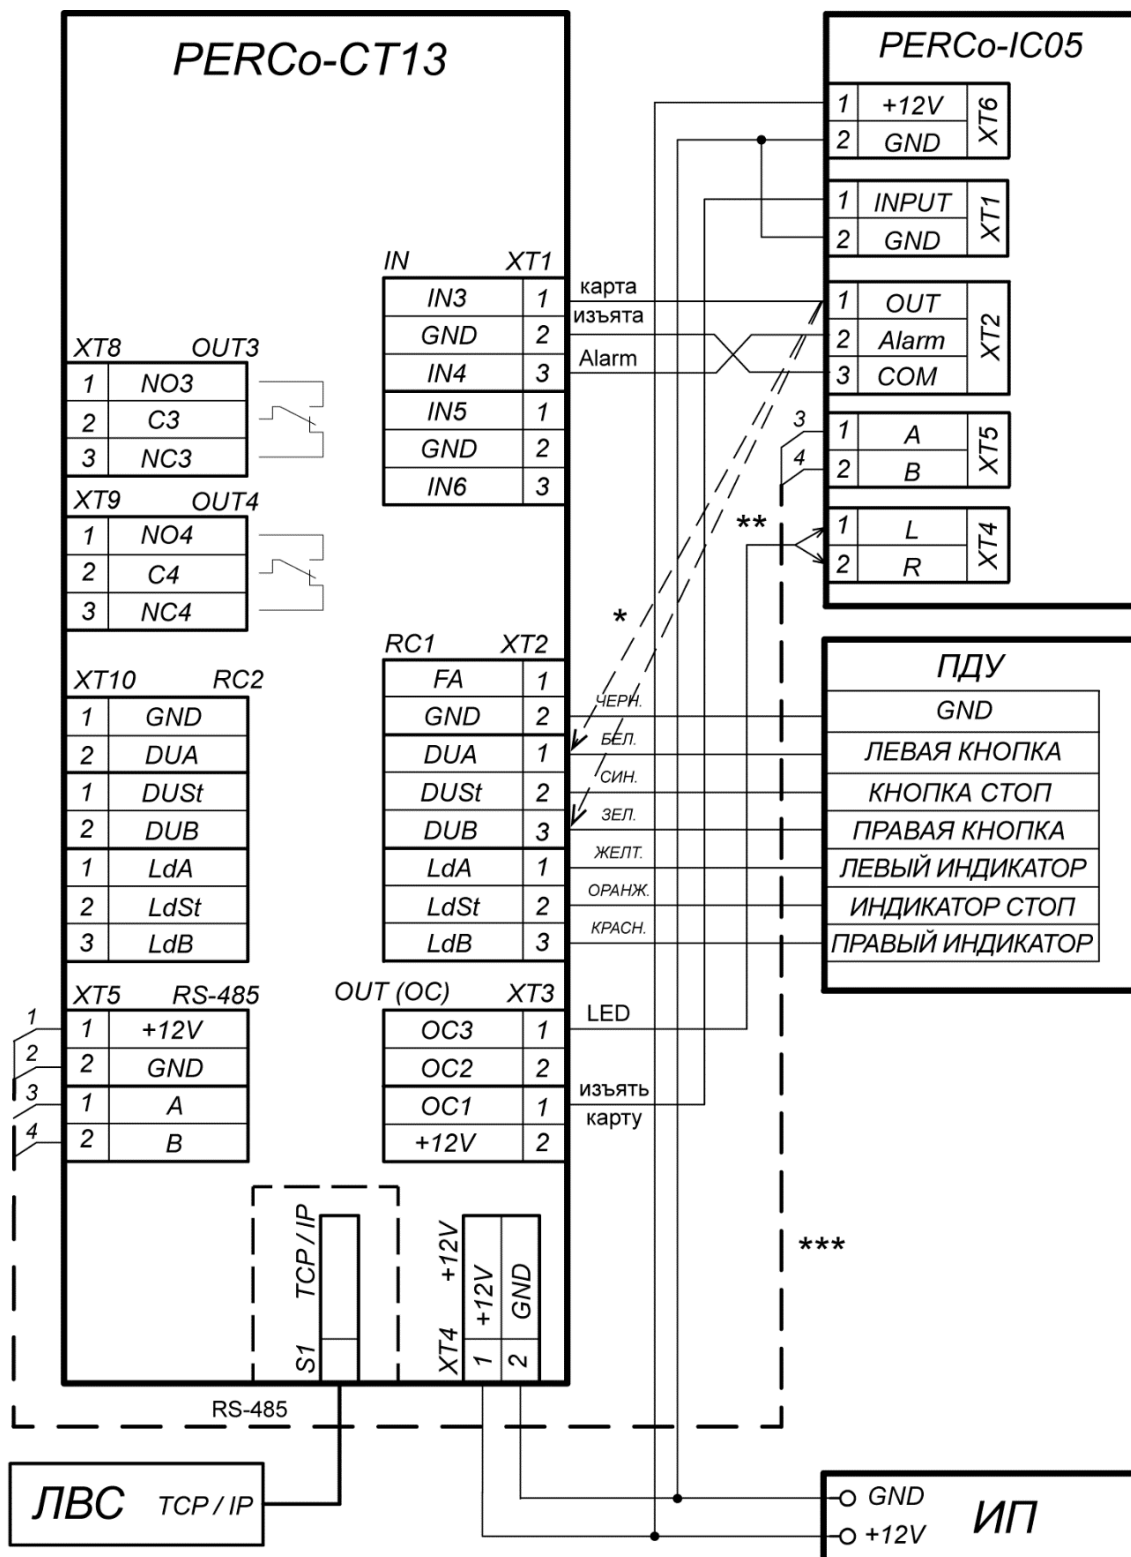 PERCo-CT13
IN XT1
IN3 1
GND 2
IN4 3
IN5 1
GND 2
IN6 3
XT8 OUT3
1 NO3
2 C3
3 NC3
XT9 OUT4
1 NO4
2 C4
3 NC4
RC1 XT2
FA 1
GND 2
DUA 1
DUSt 2
DUB 3
LdA 1
LdSt 2
LdB 3
XT10 RC2
1 GND
2 DUA
1 DUSt
2 DUB
1 LdA
2 LdSt
3 LdB
XT5 RS-485
1 1 +12V
2 2 GND
3 1 A
4 2 B
OUT (OC) XT3
OC3 1
OC2 2
OC1 1
+12V 2
S1 TCP / IP
XT4 +12V
1 +12V
2 GND
карта
изъята
Alarm
*
**
ЧЕРН.
БЕЛ.
СИН.
ЗЕЛ.
ЖЕЛТ.
ОРАНЖ.
КРАСН.
LED
изъять
карту
***
PERCo-IC05
1 +12V
2 GND
XT6
1 INPUT
2 GND
XT1
1 OUT
2 Alarm
3 COM
XT2
3 1 A
4 2 B
XT5
1 L
2 R
XT4
ПДУ
GND
ЛЕВАЯ КНОПКА
КНОПКА СТОП
ПРАВАЯ КНОПКА
ЛЕВЫЙ ИНДИКАТОР
ИНДИКАТОР СТОП
ПРАВЫЙ ИНДИКАТОР
RS-485
ЛВС TCP / IP
GND
+12V
ИП